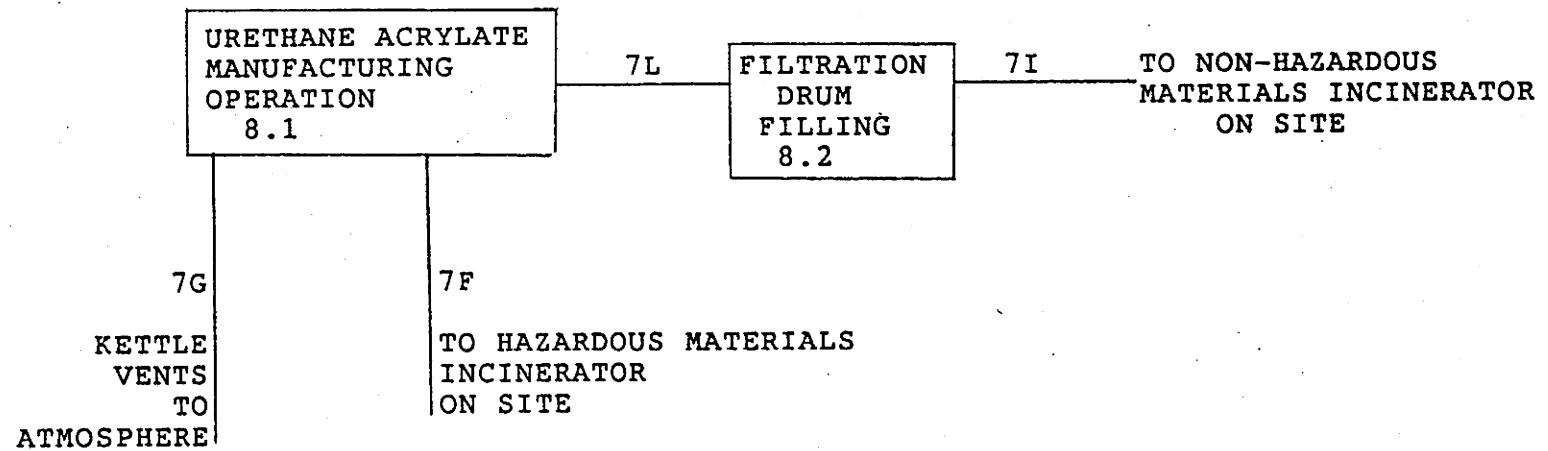 URETHANE ACRYLATE
MANUFACTURING
OPERATION
8.1
7L
FILTRATION
DRUM
FILLING
8.2
7I
TO NON-HAZARDOUS
MATERIALS INCINERATOR
ON SITE
7G
KETTLE
VENTS
TO
ATMOSPHERE
7F
TO HAZARDOUS MATERIALS
INCINERATOR
ON SITE